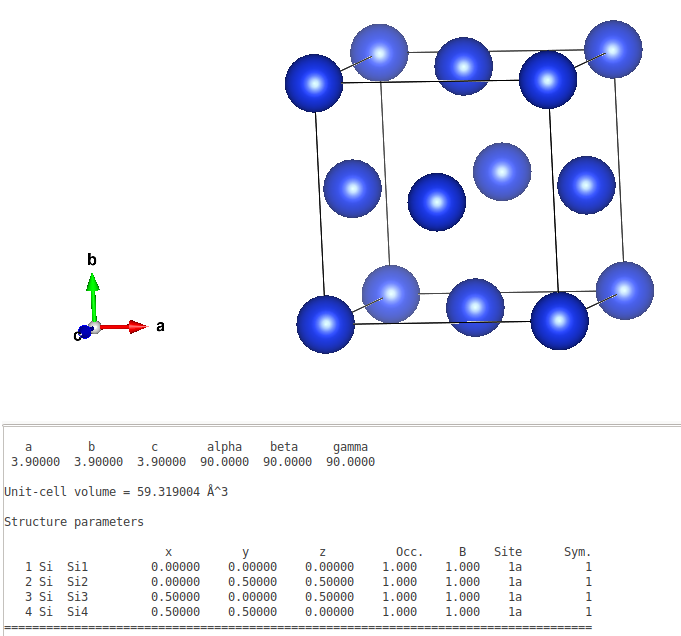 b
a
c
a b c alpha beta gamma
3.90000 3.90000 3.90000 90.0000 90.0000 90.0000
Unit-cell volume = 59.319004 Å^3
Structure parameters
x y z Occ. B Site Sym.
1 Si Si1 0.00000 0.00000 0.00000 1.000 1.000 1a 1
2 Si Si2 0.00000 0.50000 0.50000 1.000 1.000 1a 1
3 Si Si3 0.50000 0.00000 0.50000 1.000 1.000 1a 1
4 Si Si4 0.50000 0.50000 0.00000 1.000 1.000 1a 1